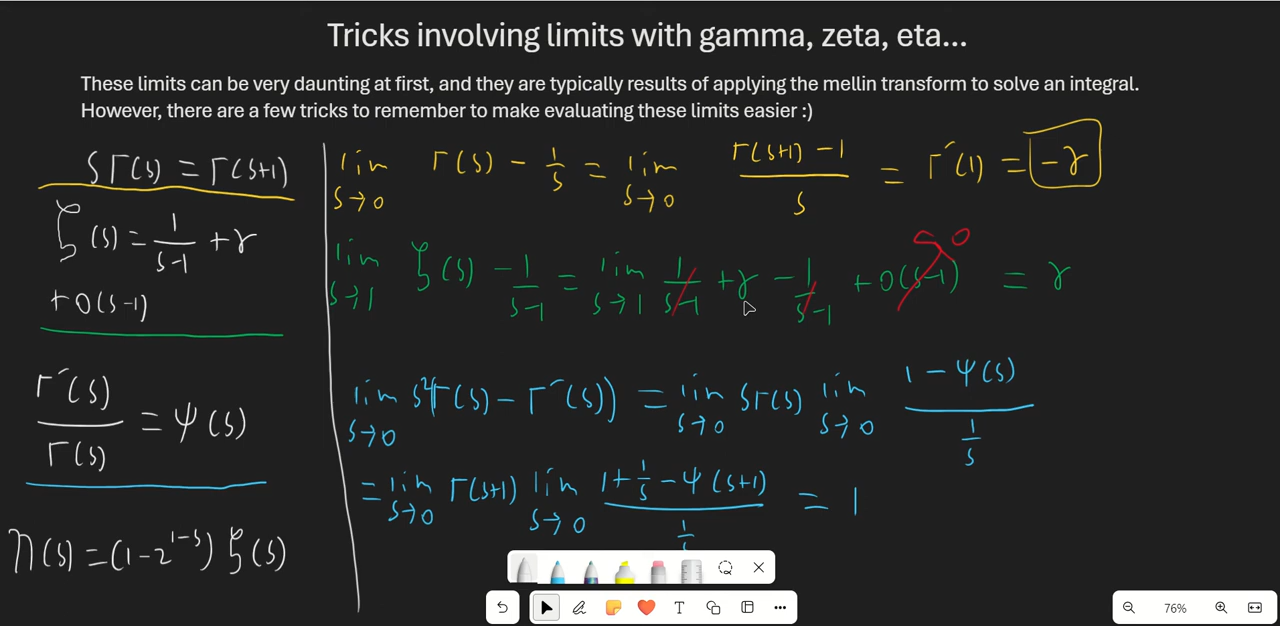 Tricks involving limits with gamma, zeta, eta...
These limits can be very daunting at first, and they are typically results of applying the mellin transform to solve an integral.
However, there are a few tricks to remember to make evaluating these limits easier :)
sΓ(s) = Γ(s+1)
ζ(s) = 1/(s-1) + γ
+ O(s-1)
Γ'(s)/Γ(s) = ψ(s)
η(s) = (1-2^(1-s)) ζ(s)
lim s→0 Γ(s) - 1/s = lim s→0 (Γ(s+1) - 1)/s = Γ'(1) = -γ
lim s→1 ζ(s) - 1/(s-1) = lim s→1 1/(s-1) + γ - 1/(s-1) + O(s-1) → 0 = γ
lim s→0 s²(Γ(s) - Γ'(s)) = lim s→0 sΓ(s) lim s→0 (1 - ψ(s))/(1/s)
= lim s→0 Γ(s+1) lim s→0 (1 + 1/s - ψ(s+1))/(1/s) = 1
T
76%